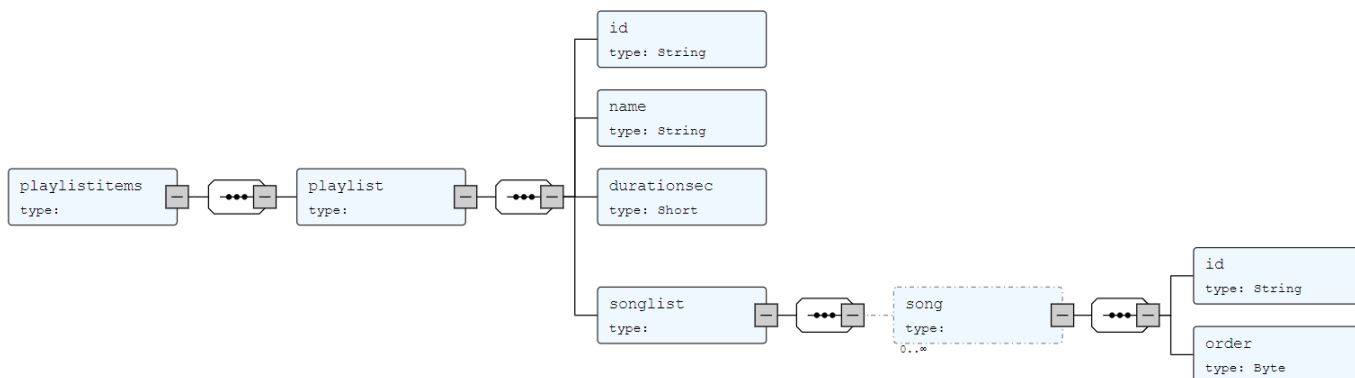 playlistitems
type:
playlist
type:
id
type: String
name
type: String
durationsec
type: Short
songlist
type:
song
type:
0..∞
id
type: String
order
type: Byte